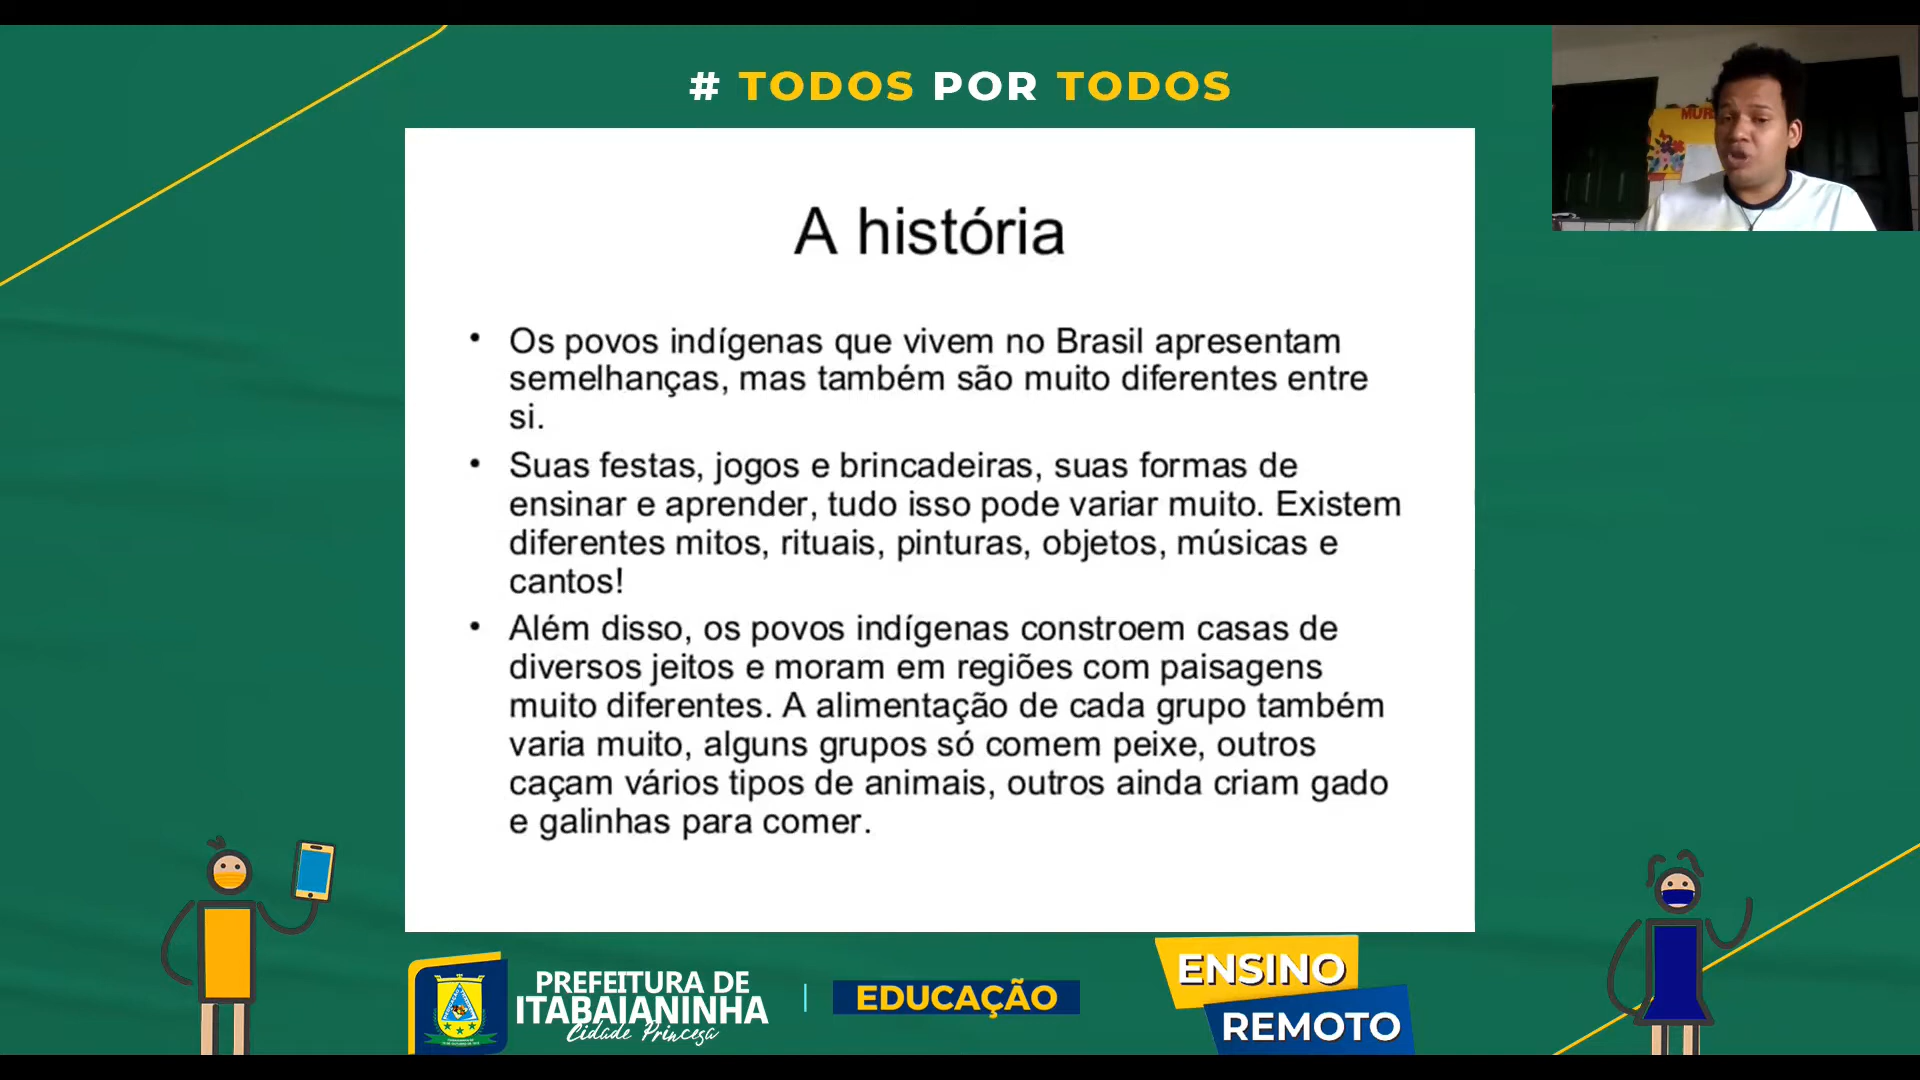 # TODOS POR TODOS
MUR
A história
• Os povos indígenas que vivem no Brasil apresentam
semelhanças, mas também são muito diferentes entre
si.
• Suas festas, jogos e brincadeiras, suas formas de
ensinar e aprender, tudo isso pode variar muito. Existem
diferentes mitos, rituais, pinturas, objetos, músicas e
cantos!
• Além disso, os povos indígenas constroem casas de
diversos jeitos e moram em regiões com paisagens
muito diferentes. A alimentação de cada grupo também
varia muito, alguns grupos só comem peixe, outros
caçam vários tipos de animais, outros ainda criam gado
e galinhas para comer.
PREFEITURA DE
ITABAIANINHA
Cidade Princesa
EDUCAÇÃO
ENSINO
REMOTO